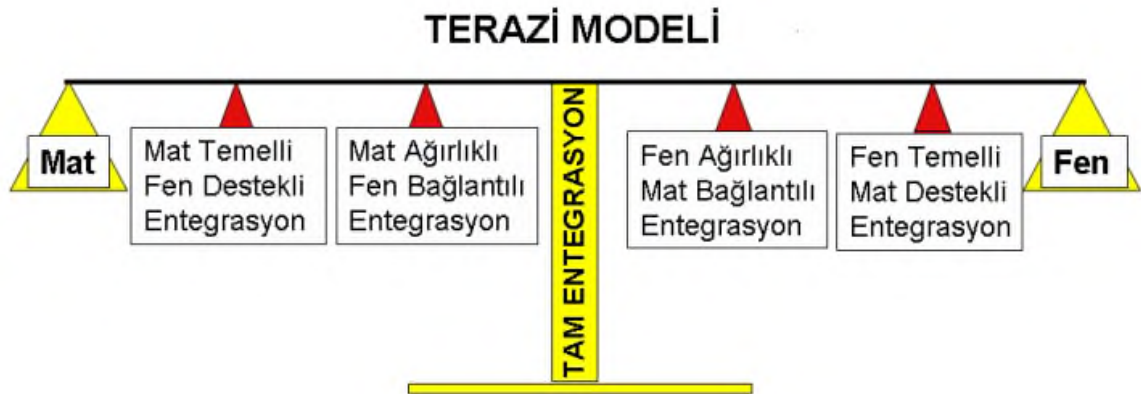 TERAZİ MODELİ
Mat
Mat Temelli
Fen Destekli
Entegrasyon
Mat Ağırlıklı
Fen Bağlantılı
Entegrasyon
TAM ENTEGRASYON
Fen Ağırlıklı
Mat Bağlantılı
Entegrasyon
Fen Temelli
Mat Destekli
Entegrasyon
Fen